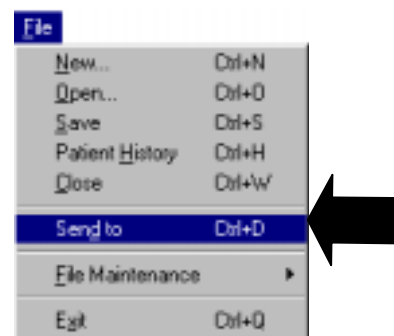 File
New... Ctrl+N
Open... Ctrl+O
Save Ctrl+S
Patient History Ctrl+H
Close Ctrl+W
Send to Ctrl+D
File Maintenance
Exit Ctrl+Q